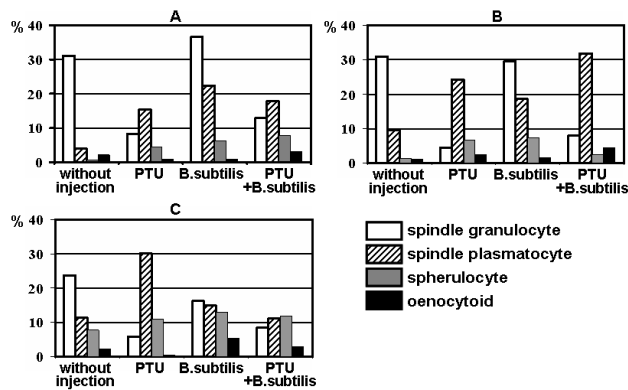 A
%
40
30
20
10
0
without injection
PTU
B.subtilis
PTU +B.subtilis
B
%
40
30
20
10
0
without injection
PTU
B.subtilis
PTU +B.subtilis
C
%
40
30
20
10
0
without injection
PTU
B.subtilis
PTU +B.subtilis
spindle granulocyte
spindle plasmatocyte
spherulocyte
oenocytoid